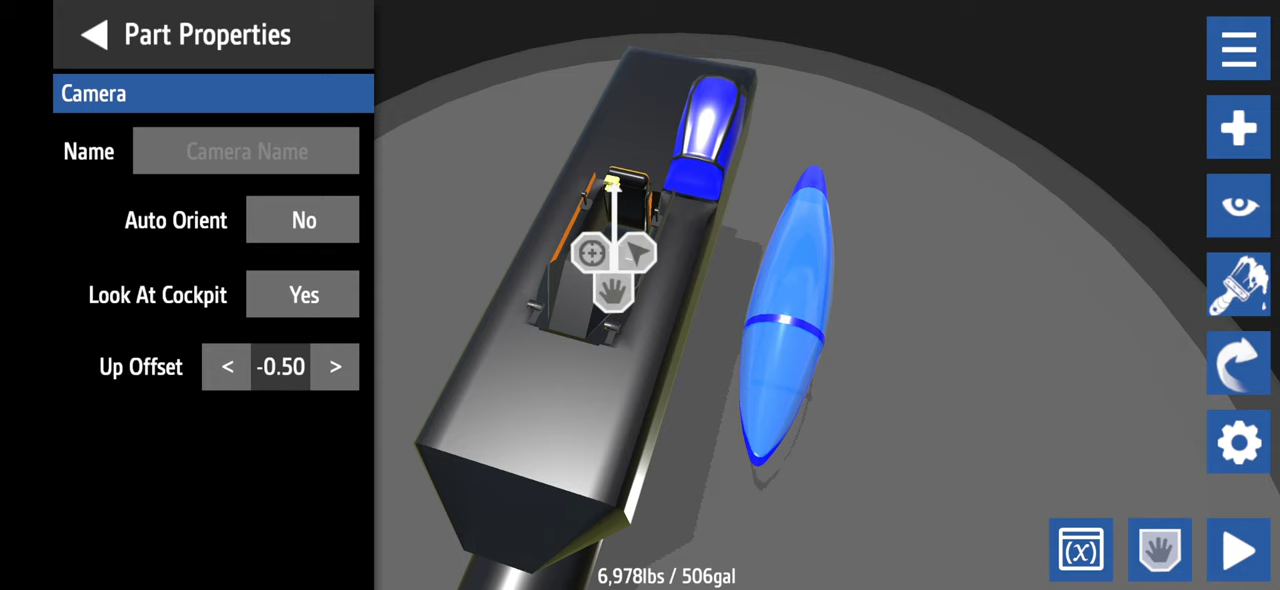 Part Properties
Camera
Name Camera Name
Auto Orient No
Look At Cockpit Yes
Up Offset < -0.50 >
(x)
6,978lbs / 506gal